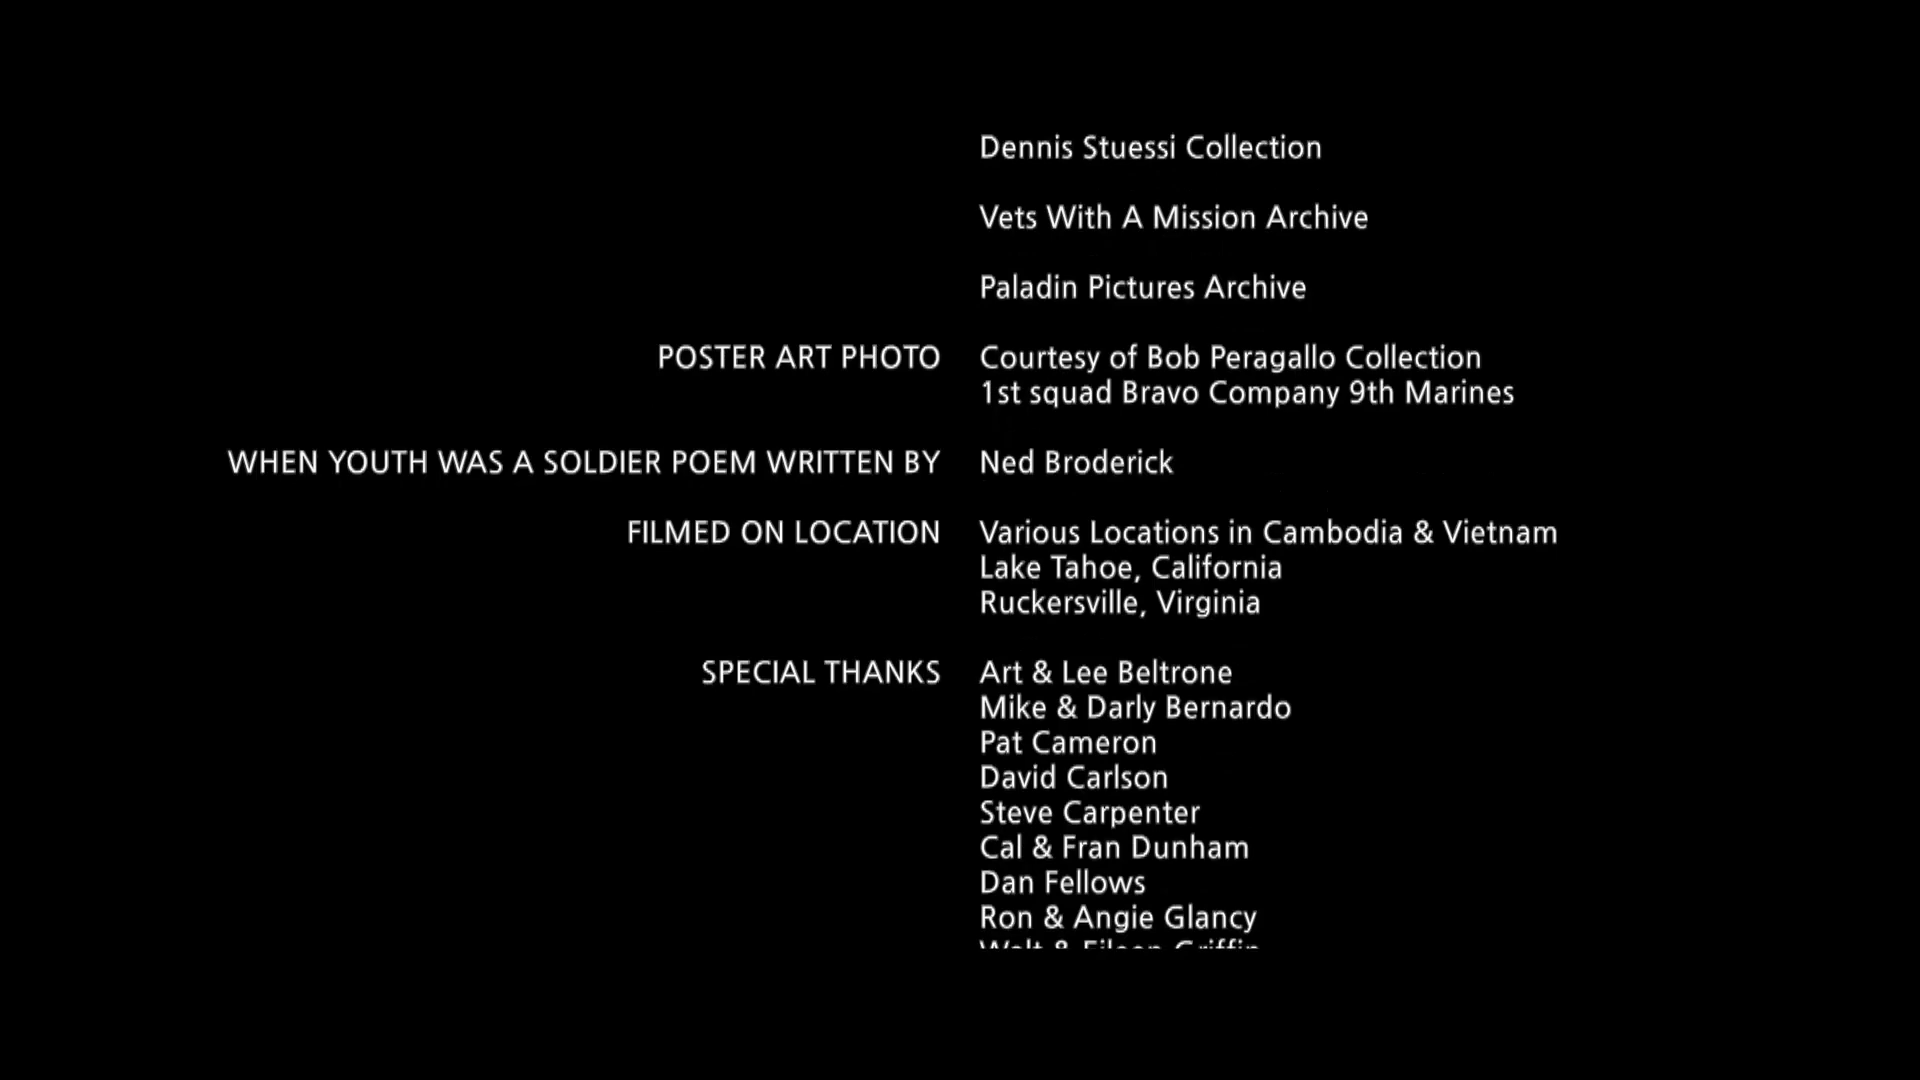 Dennis Stuessi Collection
Vets With A Mission Archive
Paladin Pictures Archive
POSTER ART PHOTO Courtesy of Bob Peragallo Collection
1st squad Bravo Company 9th Marines
WHEN YOUTH WAS A SOLDIER POEM WRITTEN BY Ned Broderick
FILMED ON LOCATION Various Locations in Cambodia & Vietnam
Lake Tahoe, California
Ruckersville, Virginia
SPECIAL THANKS Art & Lee Beltrone
Mike & Darly Bernardo
Pat Cameron
David Carlson
Steve Carpenter
Cal & Fran Dunham
Dan Fellows
Ron & Angie Glancy
Walt & Eileen Griffin